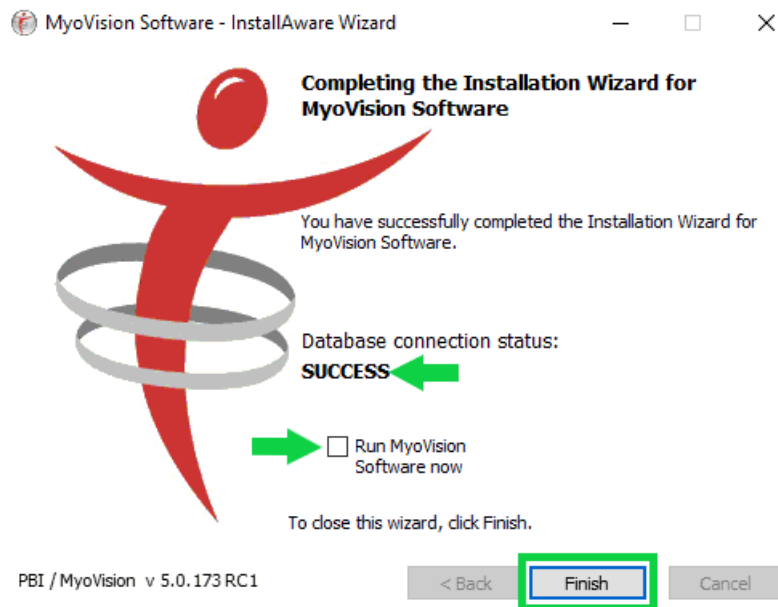 MyoVision Software - InstallAware Wizard
Completing the Installation Wizard for
MyoVision Software
You have successfully completed the Installation Wizard for
MyoVision Software.
Database connection status:
SUCCESS
Run MyoVision
Software now
To close this wizard, click Finish.
PBI / MyoVision v 5.0.173 RC1
< Back
Finish
Cancel